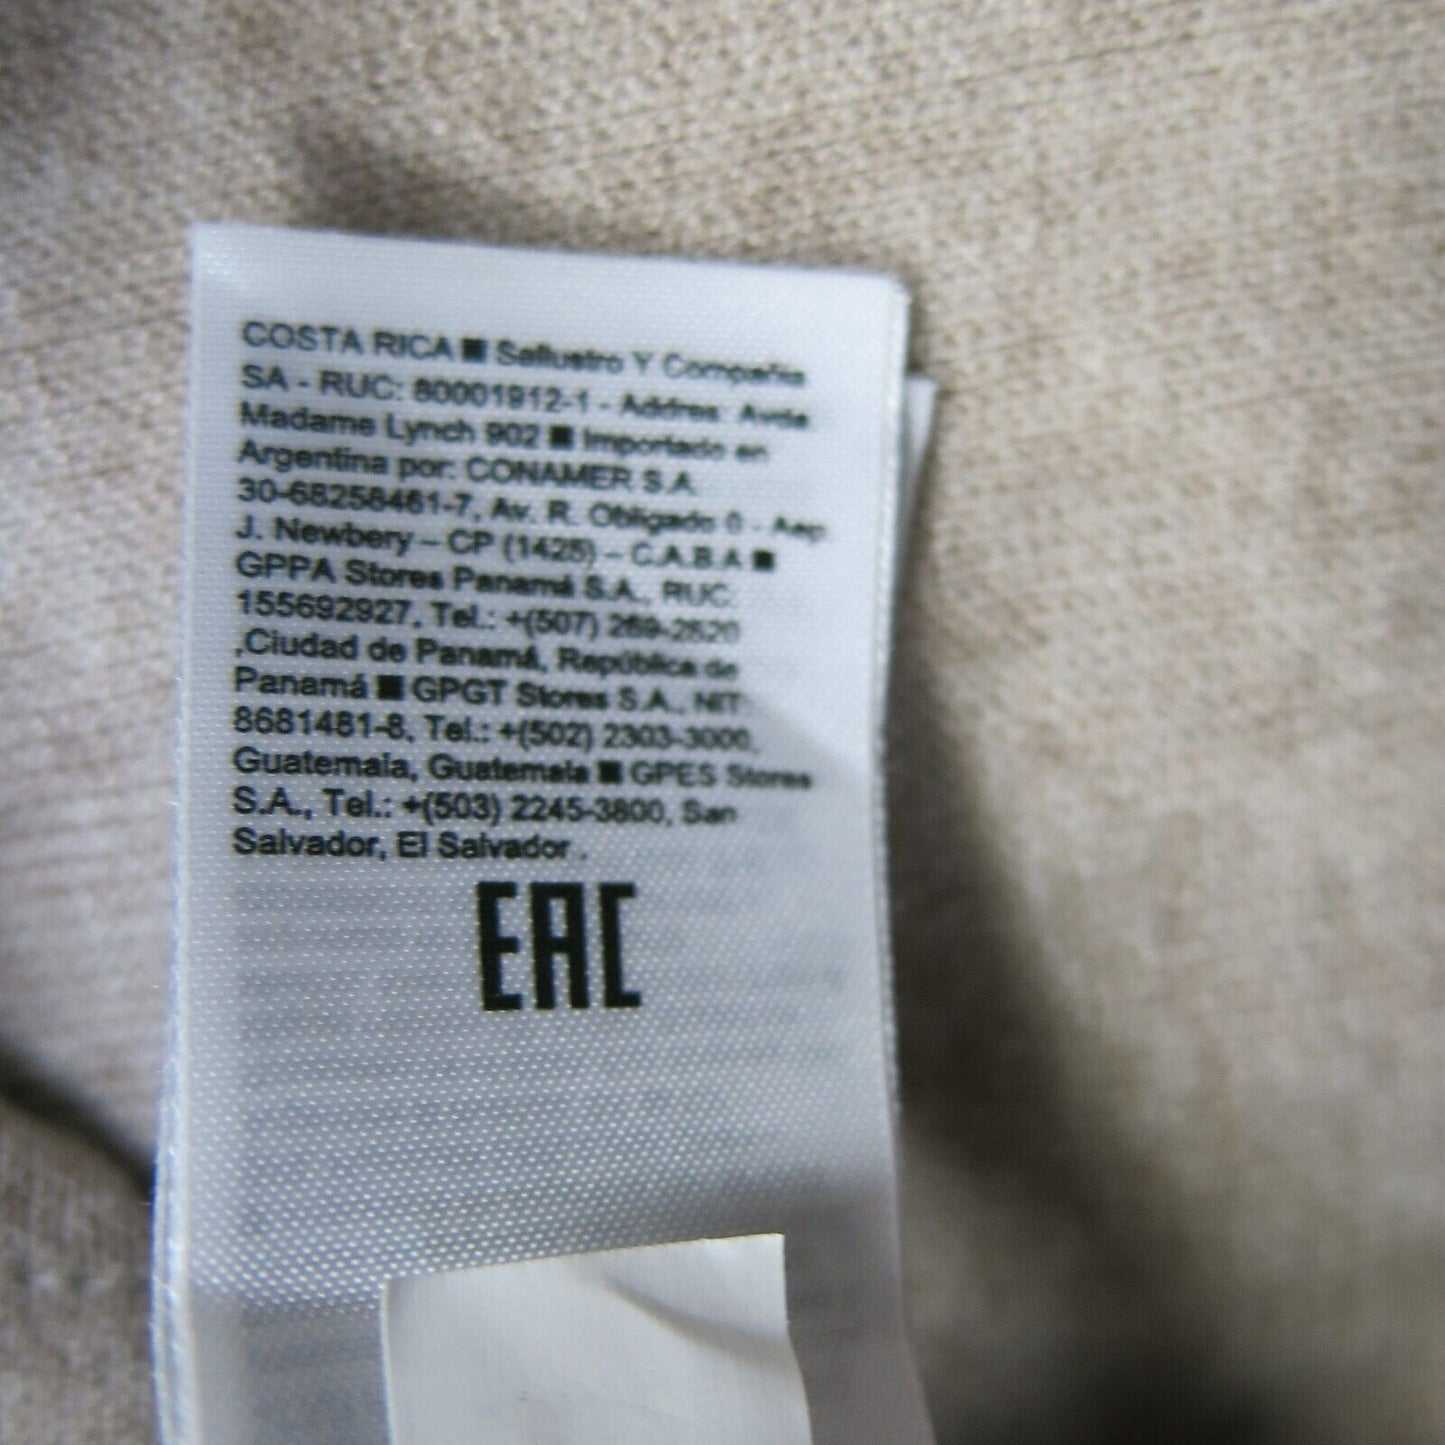 COSTA RICA ■ Sallustro Y Compañia
SA - RUC: 80001912-1 - Addres: Avda
Madame Lynch 902 ■ Importado en
Argentina por: CONAMER S.A
30-68258461-7, Av. R. Obligado 0 - Aep.
J. Newbery – CP (1425) – C.A.B.A ■
GPPA Stores Panamá S.A., RUC:
155692927, Tel.: +(507) 269-2620
,Ciudad de Panamá, República de
Panamá ■ GPGT Stores S.A., NIT:
8681481-8, Tel.: +(502) 2303-3000,
Guatemala, Guatemala ■ GPES Stores
S.A., Tel.: +(503) 2245-3800, San
Salvador, El Salvador .
EAC